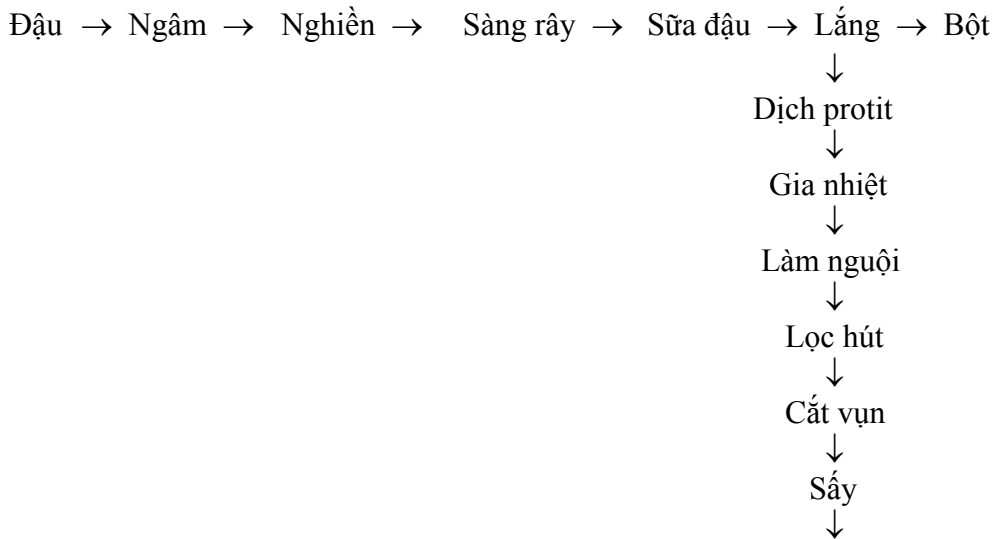 Đậu → Ngâm → Nghiền → Sàng rây → Sữa đậu → Lắng → Bột
↓
Dịch protit
↓
Gia nhiệt
↓
Làm nguội
↓
Lọc hút
↓
Cắt vụn
↓
Sấy
↓